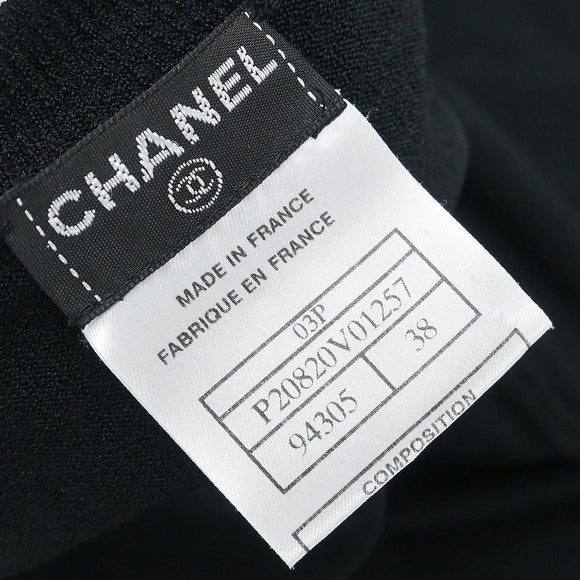 CHANEL
MADE IN FRANCE
FABRIQUE EN FRANCE
03P
P20820V01257
94305 38
COMPOSITION